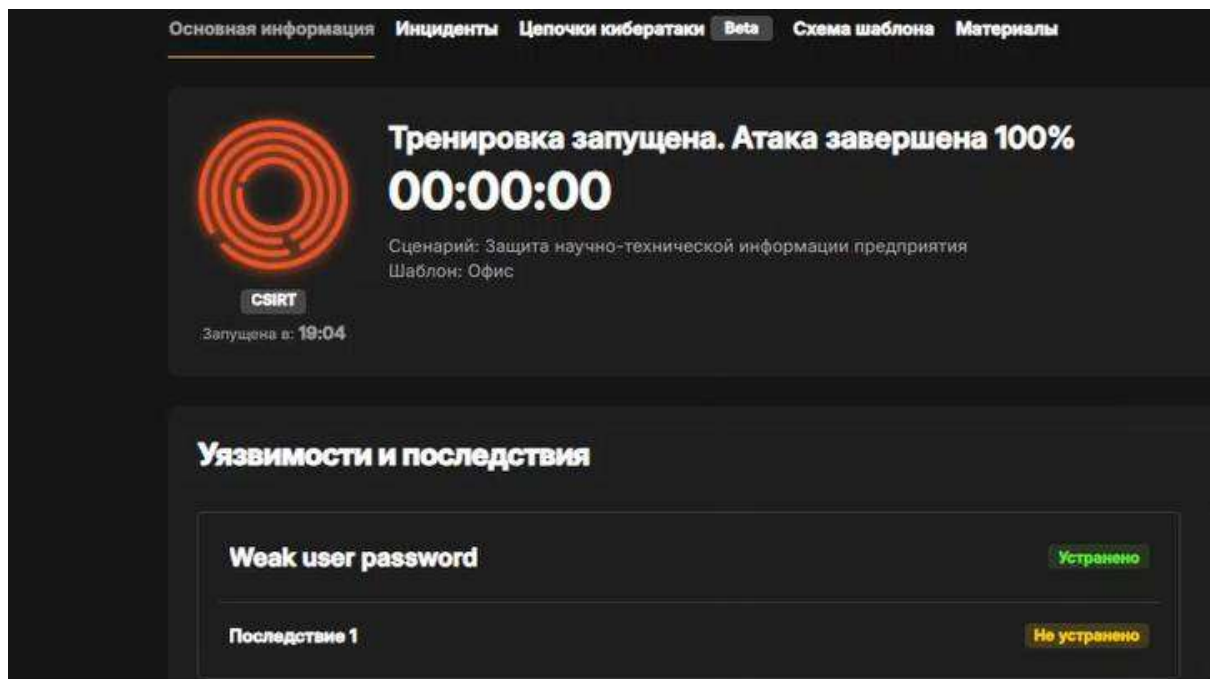 Основная информация Инциденты Цепочки кибератаки Beta Схема шаблона Материалы
Тренировка запущена. Атака завершена 100%
00:00:00
Сценарий: Защита научно-технической информации предприятия
Шаблон: Офис
CSIRT
Запущена в: 19:04
Уязвимости и последствия
Weak user password Устранено
Последствие 1 Не устранено